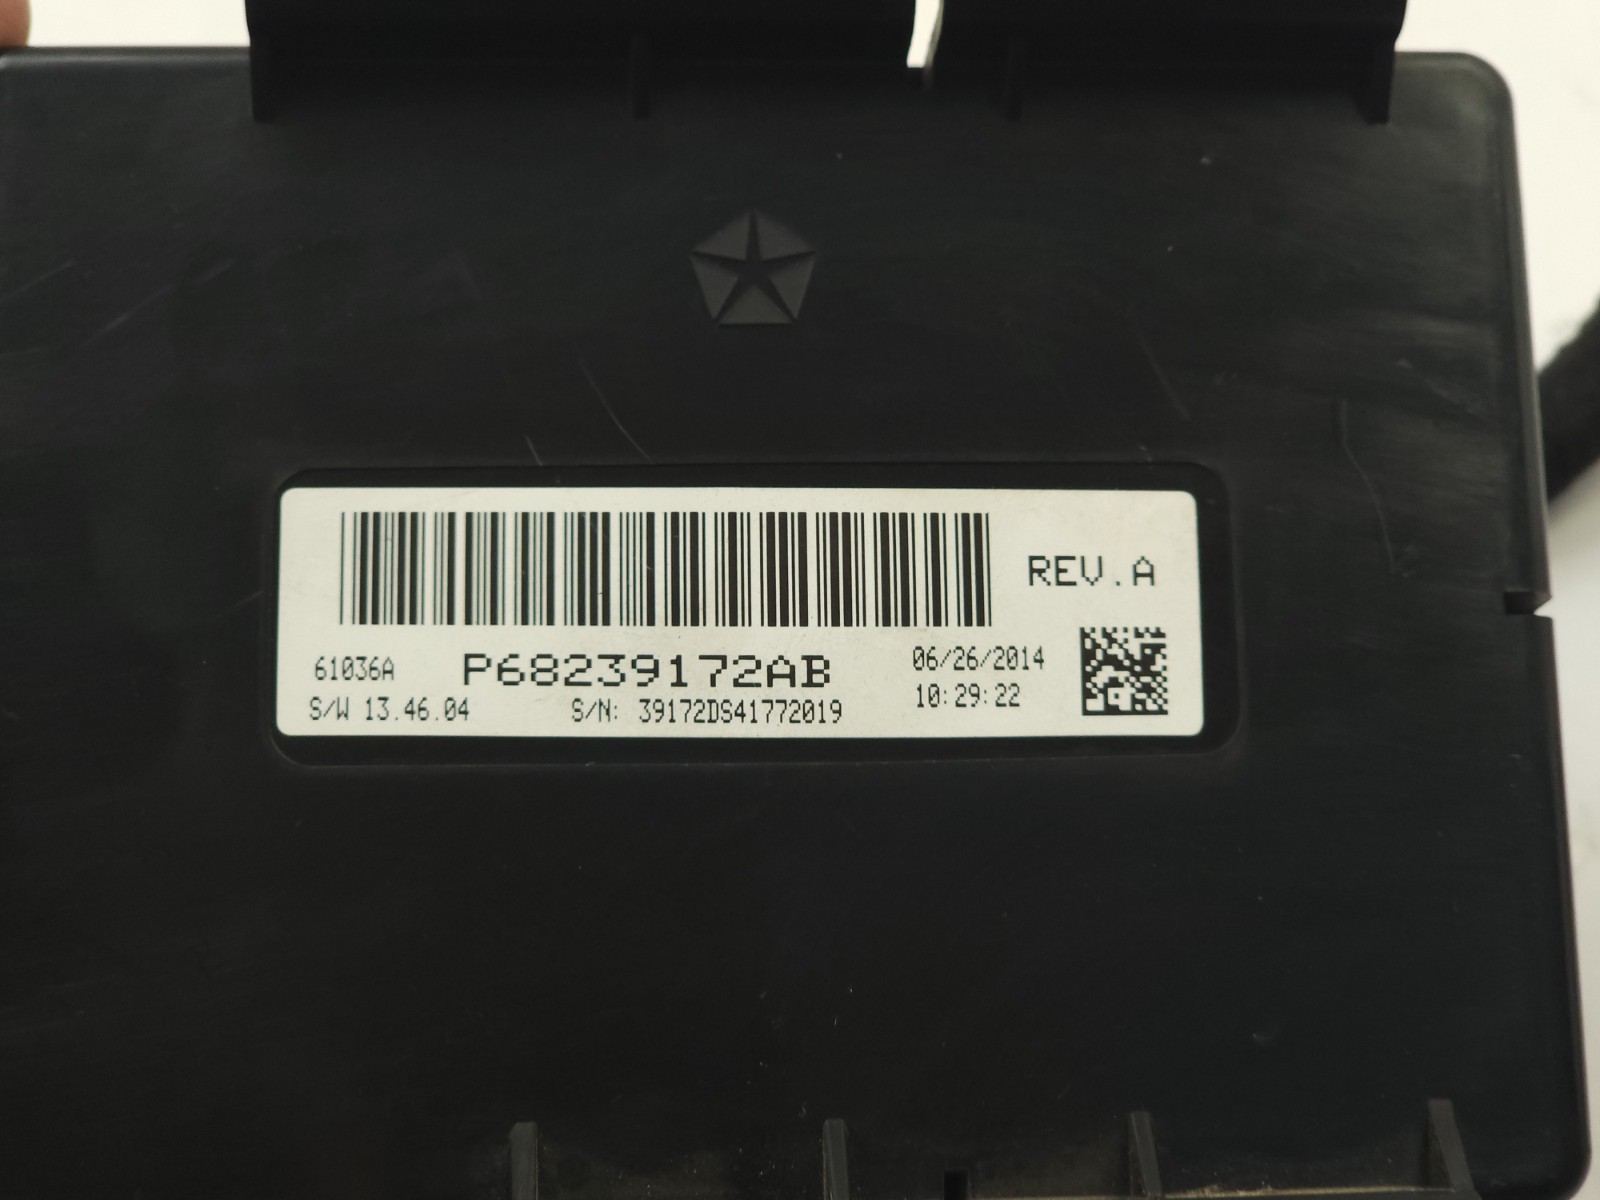 REV.A
61036A P68239172AB 06/26/2014
S/W 13.46.04 S/N: 39172DS41772019 10:29:22